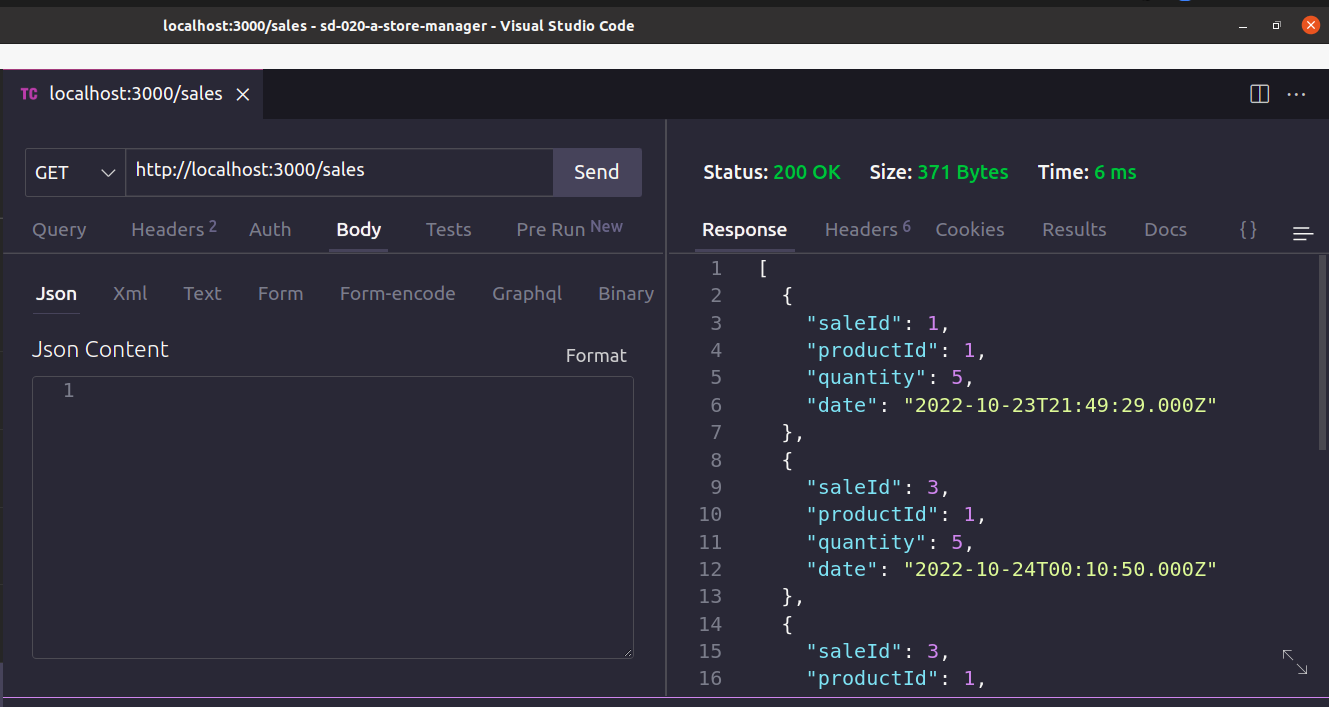 localhost:3000/sales - sd-020-a-store-manager - Visual Studio Code
TC localhost:3000/sales
GET http://localhost:3000/sales Send
Query Headers 2 Auth Body Tests Pre Run New
Json Xml Text Form Form-encode Graphql Binary
Json Content
Format
1
Status: 200 OK Size: 371 Bytes Time: 6 ms
Response Headers 6 Cookies Results Docs {}
1 [
2 {
3 "saleId": 1,
4 "productId": 1,
5 "quantity": 5,
6 "date": "2022-10-23T21:49:29.000Z"
7 },
8 {
9 "saleId": 3,
10 "productId": 1,
11 "quantity": 5,
12 "date": "2022-10-24T00:10:50.000Z"
13 },
14 {
15 "saleId": 3,
16 "productId": 1,